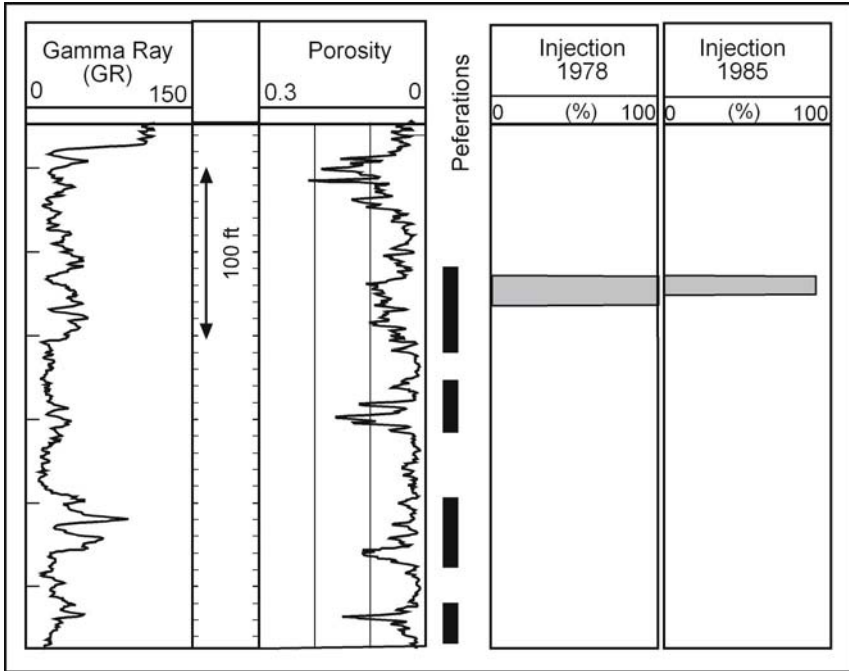 Gamma Ray
(GR)
0 150
100 ft
Porosity
0.3 0
Peferations
Injection
1978
0 (%) 100
Injection
1985
0 (%) 100